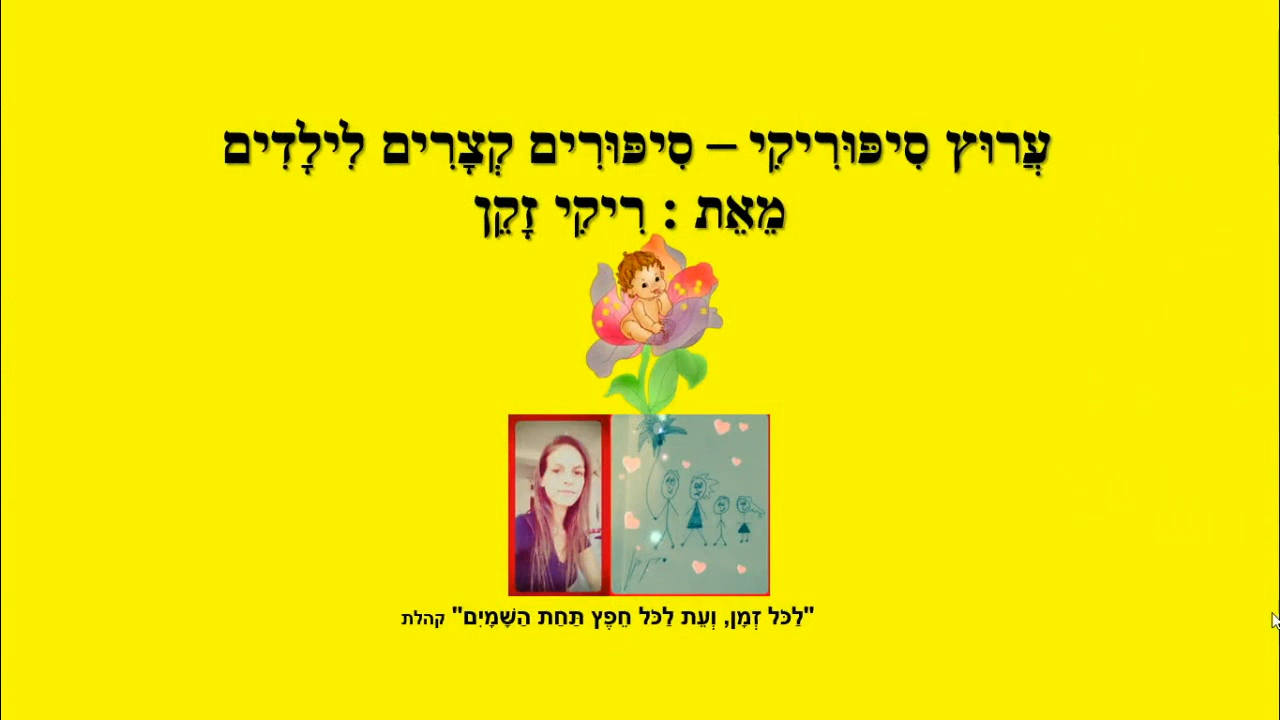 עֲרוּץ סִיפּוּרִיקִי – סִיפּוּרִים קְצָרִים לִילָדִים
מֵאֵת : רִיקִי זָקֵן
"לַכֹּל זְמָן, וְעֵת לַכֹּל חֵפֶץ תַּחַת הַשָּׁמָיִם" קהלת